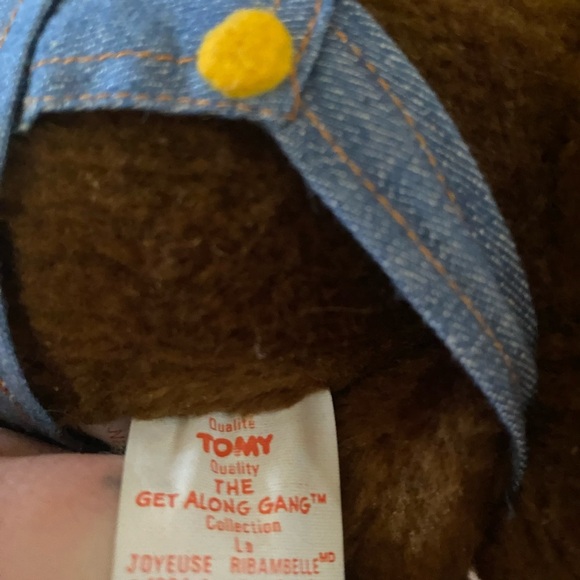 Qualité
TOMY
Quality
THE
GET ALONG GANG™
Collection
La
JOYEUSE RIBAMBELLE MD